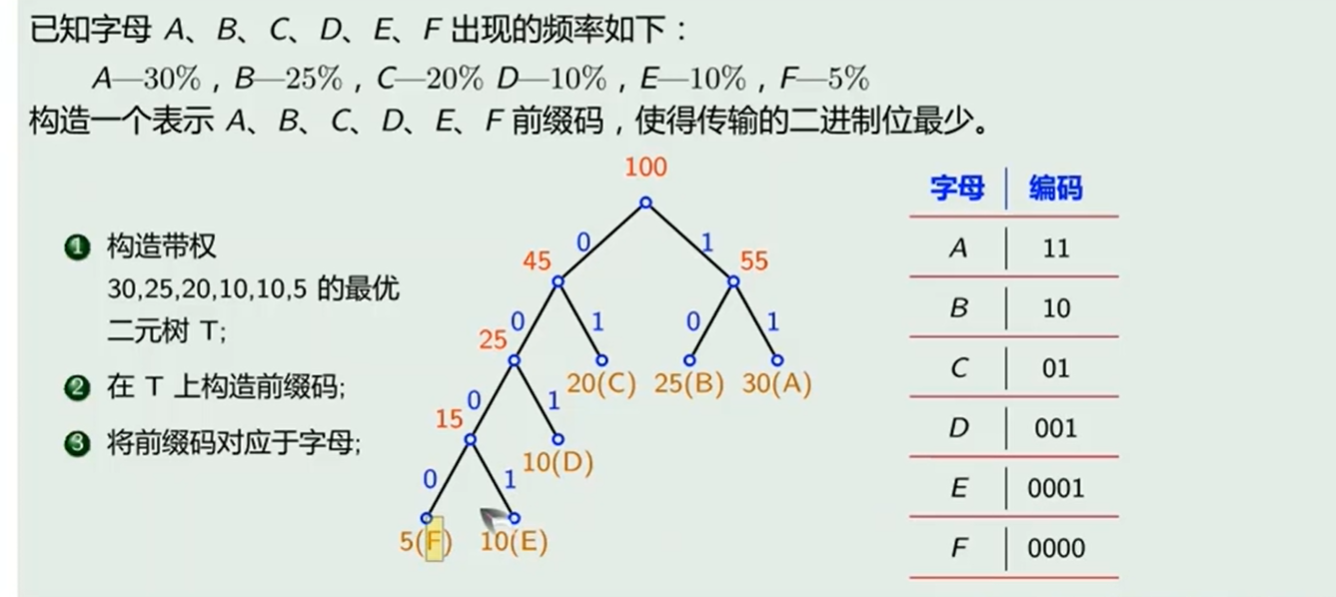 已知字母 A、B、C、D、E、F 出现的频率如下：
A—30%，B—25%，C—20% D—10%，E—10%，F—5%
构造一个表示 A、B、C、D、E、F 前缀码，使得传输的二进制位最少。
1 构造带权
30,25,20,10,10,5 的最优
二元树 T;
2 在 T 上构造前缀码;
3 将前缀码对应于字母;
100
0 1
45 55
0 1 0 1
25
20(C) 25(B) 30(A)
0 1
15
10(D)
0 1
5(F) 10(E)
字母 编码
A 11
B 10
C 01
D 001
E 0001
F 0000